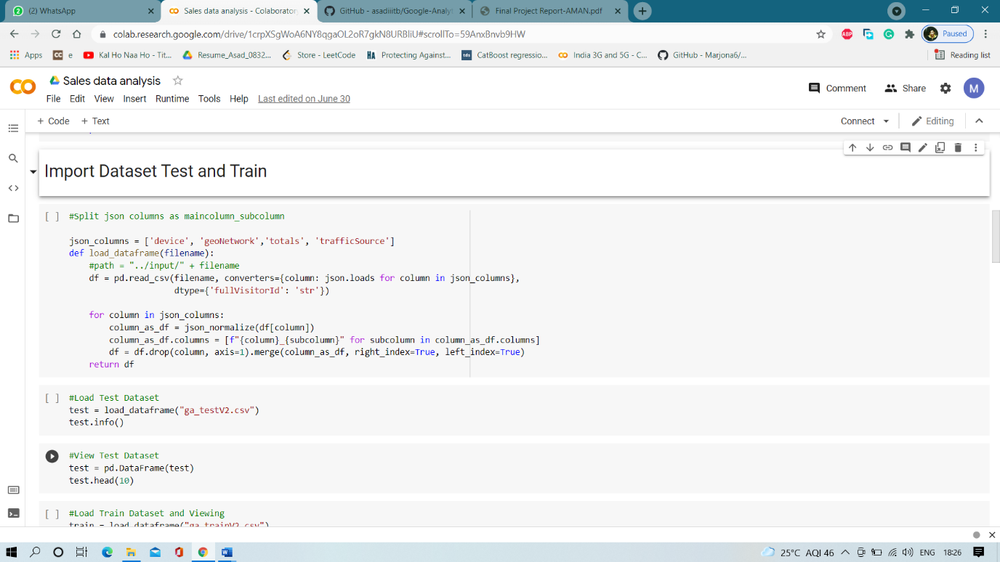 (2) WhatsApp
Sales data analysis - Colaborator
GitHub - asadiiitb/Google-Analyt
Final Project Report-AMAN.pdf
colab.research.google.com/drive/1crpXSgWoA6NY8qgaOL2oR7gkN8URBliU#scrollTo=59AnxBnvb9HW
ABP
Paused
Apps
CC e
Kal Ho Naa Ho - Tit...
Resume_Asad_0832...
Store - LeetCode
HA Protecting Against...
tds CatBoost regressio...
India 3G and 5G - C...
GitHub - Marjona6/...
Reading list
Sales data analysis
File Edit View Insert Runtime Tools Help Last edited on June 30
Comment
Share
M
+ Code + Text
Connect
Editing
Import Dataset Test and Train
[ ] #Split json columns as maincolumn_subcolumn
json_columns = ['device', 'geoNetwork','totals', 'trafficSource']
def load_dataframe(filename):
#path = "../input/" + filename
df = pd.read_csv(filename, converters={column: json.loads for column in json_columns},
dtype={'fullVisitorId': 'str'})
for column in json_columns:
column_as_df = json_normalize(df[column])
column_as_df.columns = [f"{column}_{subcolumn}" for subcolumn in column_as_df.columns]
df = df.drop(column, axis=1).merge(column_as_df, right_index=True, left_index=True)
return df
[ ] #Load Test Dataset
test = load_dataframe("ga_testV2.csv")
test.info()
#View Test Dataset
test = pd.DataFrame(test)
test.head(10)
[ ] #Load Train Dataset and Viewing
train = load_dataframe("ga_trainV2.csv")
25°C AQI 46
ENG
18:26